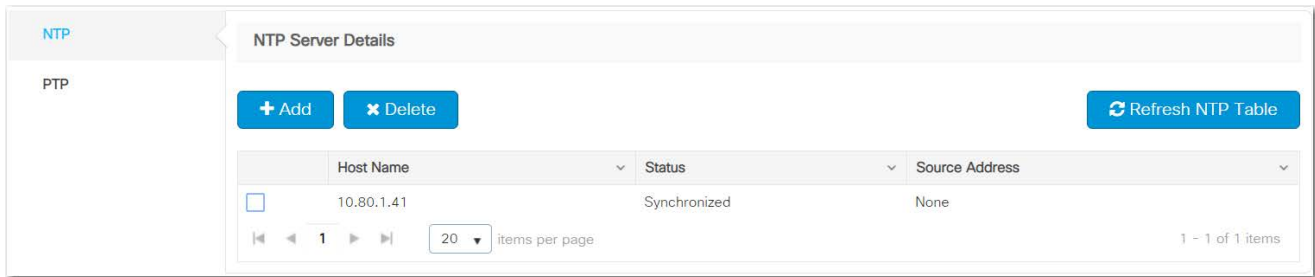 NTP
PTP
NTP Server Details
Add
Delete
Refresh NTP Table
Host Name Status Source Address
10.80.1.41 Synchronized None
1 20 items per page 1 - 1 of 1 items